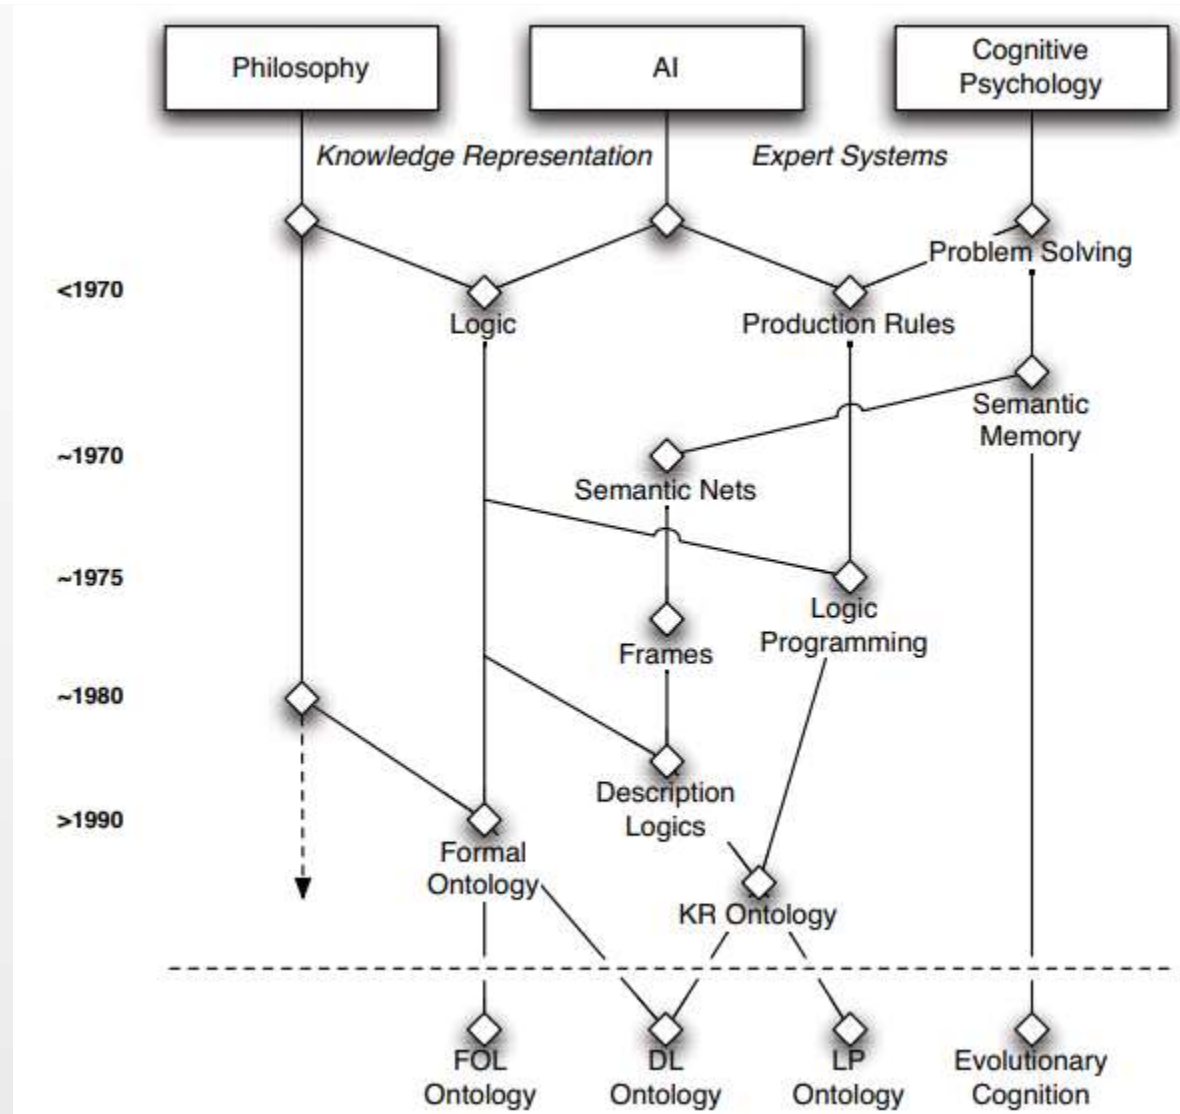 Philosophy
AI
Cognitive
Psychology
Knowledge Representation
Expert Systems
Problem Solving
<1970
Logic
Production Rules
Semantic
Memory
~1970
Semantic Nets
~1975
Logic
Programming
Frames
~1980
Description
Logics
>1990
Formal
Ontology
KR Ontology
FOL
Ontology
DL
Ontology
LP
Ontology
Evolutionary
Cognition